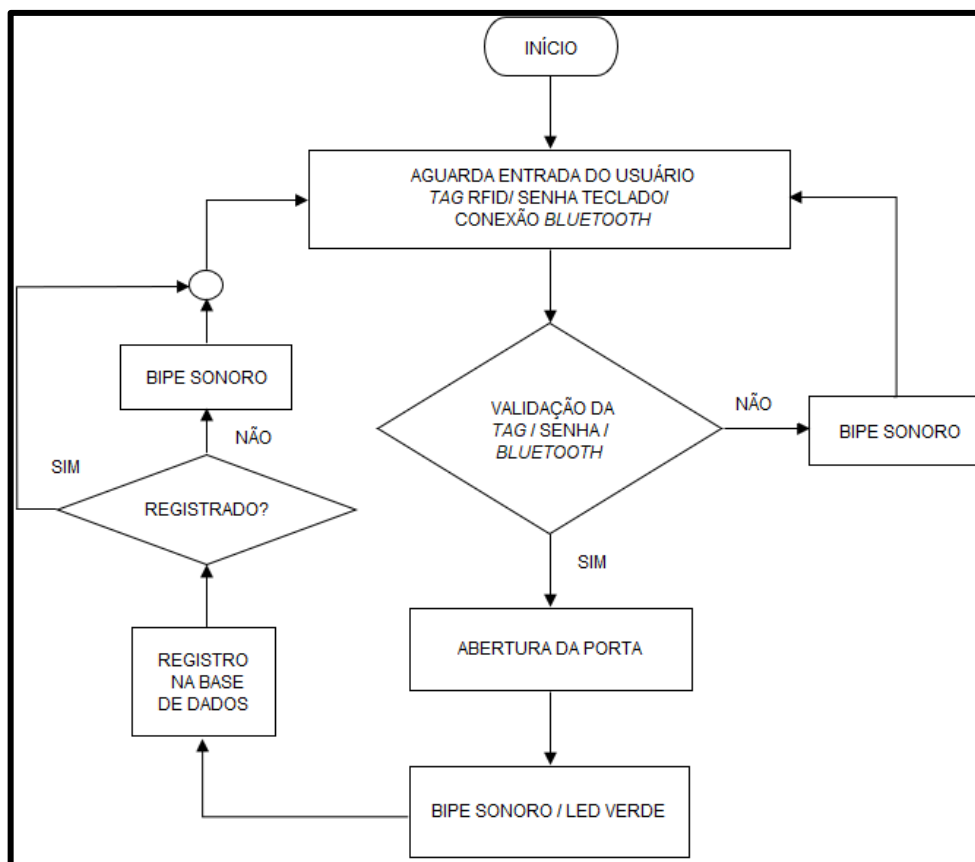 INÍCIO
AGUARDA ENTRADA DO USUÁRIO
TAG RFID/ SENHA TECLADO/
CONEXÃO BLUETOOTH
VALIDAÇÃO DA
TAG / SENHA /
BLUETOOTH
NÃO
BIPE SONORO
SIM
ABERTURA DA PORTA
BIPE SONORO / LED VERDE
REGISTRO
NA BASE
DE DADOS
REGISTRADO?
SIM
NÃO
BIPE SONORO